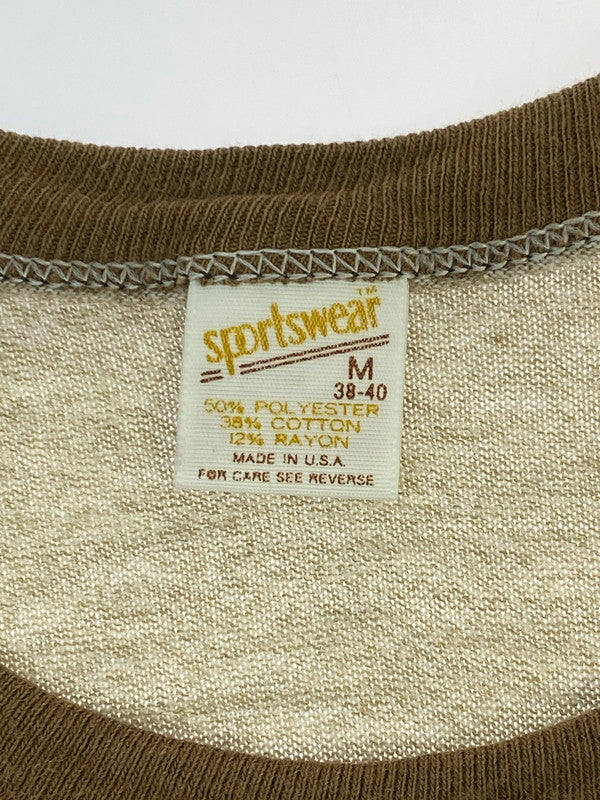 sportswear™
M
38-40
50% POLYESTER
38% COTTON
12% RAYON
MADE IN U.S.A.
FOR CARE SEE REVERSE